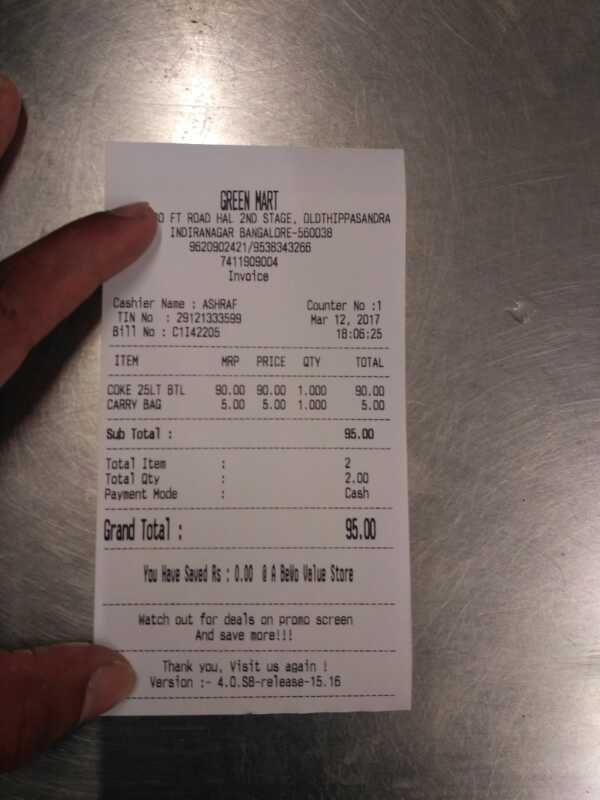 GREEN MART
FT ROAD HAL 2ND STAGE, OLDTHIPPASANDRA
INDIRANAGAR BANGALORE-560038
9620902421/9538343266
7411909004
Invoice
Cashier Name : ASHRAF Counter No :1
TIN No : 29121333599 Mar 12, 2017
Bill No : C1I42205 18:06:25
ITEM MRP PRICE QTY TOTAL
COKE 25LT BTL 90.00 90.00 1.000 90.00
CARRY BAG 5.00 5.00 1.000 5.00
Sub Total : 95.00
Total Item : 2
Total Qty : 2.00
Payment Mode : Cash
Grand Total : 95.00
You Have Saved Rs : 0.00 @ A BeWo Value Store
Watch out for deals on promo screen
And save more!!!
Thank you, Visit us again !
Version :- 4.0.SB-release-15.16